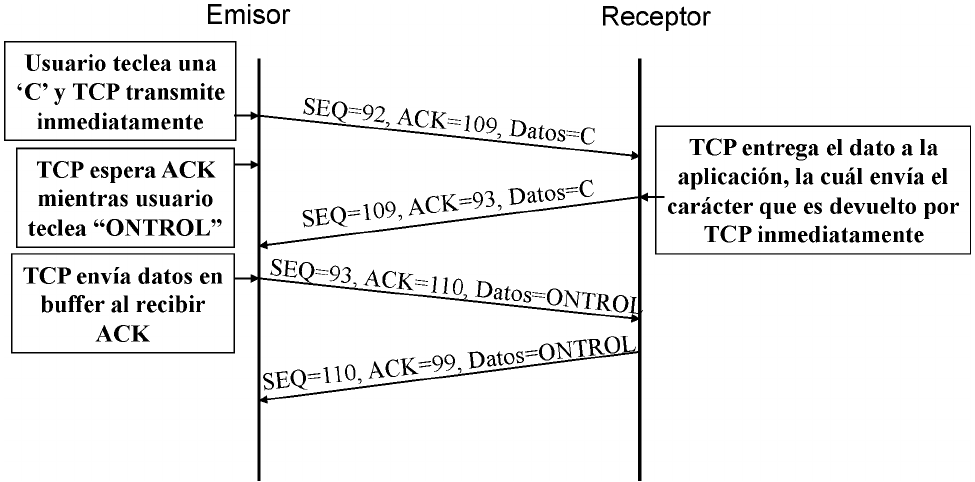 Emisor
Receptor
Usuario teclea una
‘C’ y TCP transmite
inmediatamente
SEQ=92, ACK=109, Datos=C
TCP espera ACK
mientras usuario
teclea “ONTROL”
TCP entrega el dato a la
aplicación, la cuál envía el
carácter que es devuelto por
TCP inmediatamente
SEQ=109, ACK=93, Datos=C
TCP envía datos en
buffer al recibir
ACK
SEQ=93, ACK=110, Datos=ONTROL
SEQ=110, ACK=99, Datos=ONTROL